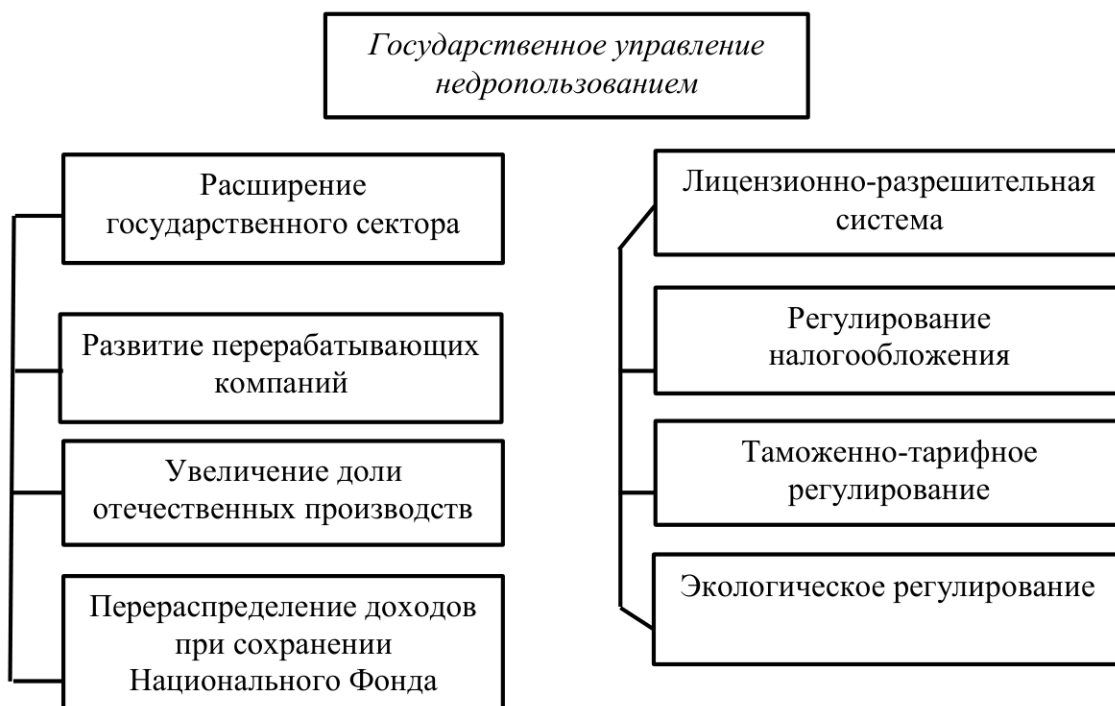 Государственное управление
недропользованием
Расширение
государственного сектора
Развитие перерабатывающих
компаний
Увеличение доли
отечественных производств
Перераспределение доходов
при сохранении
Национального Фонда
Лицензионно-разрешительная
система
Регулирование
налогообложения
Таможенно-тарифное
регулирование
Экологическое регулирование